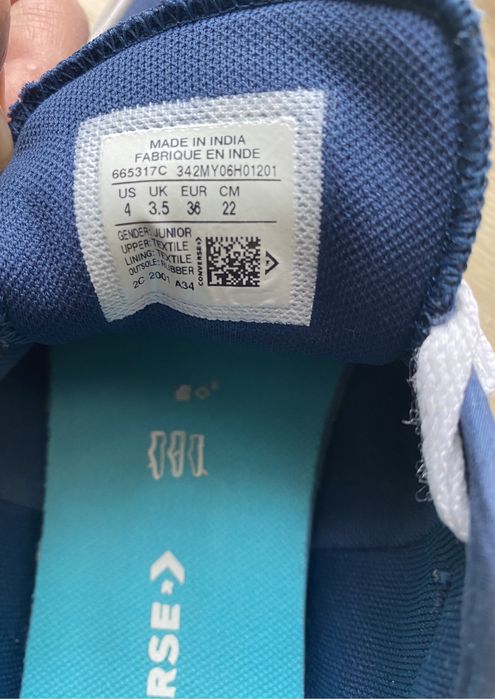 MADE IN INDIA
FABRIQUE EN INDE
665317C 342MY06H01201
US UK EUR CM
4 3.5 36 22
GENDER: JUNIOR
UPPER: TEXTILE
LINING: TEXTILE
OUTSOLE: RUBBER
2C 2001 A34
CONVERSE
RSE